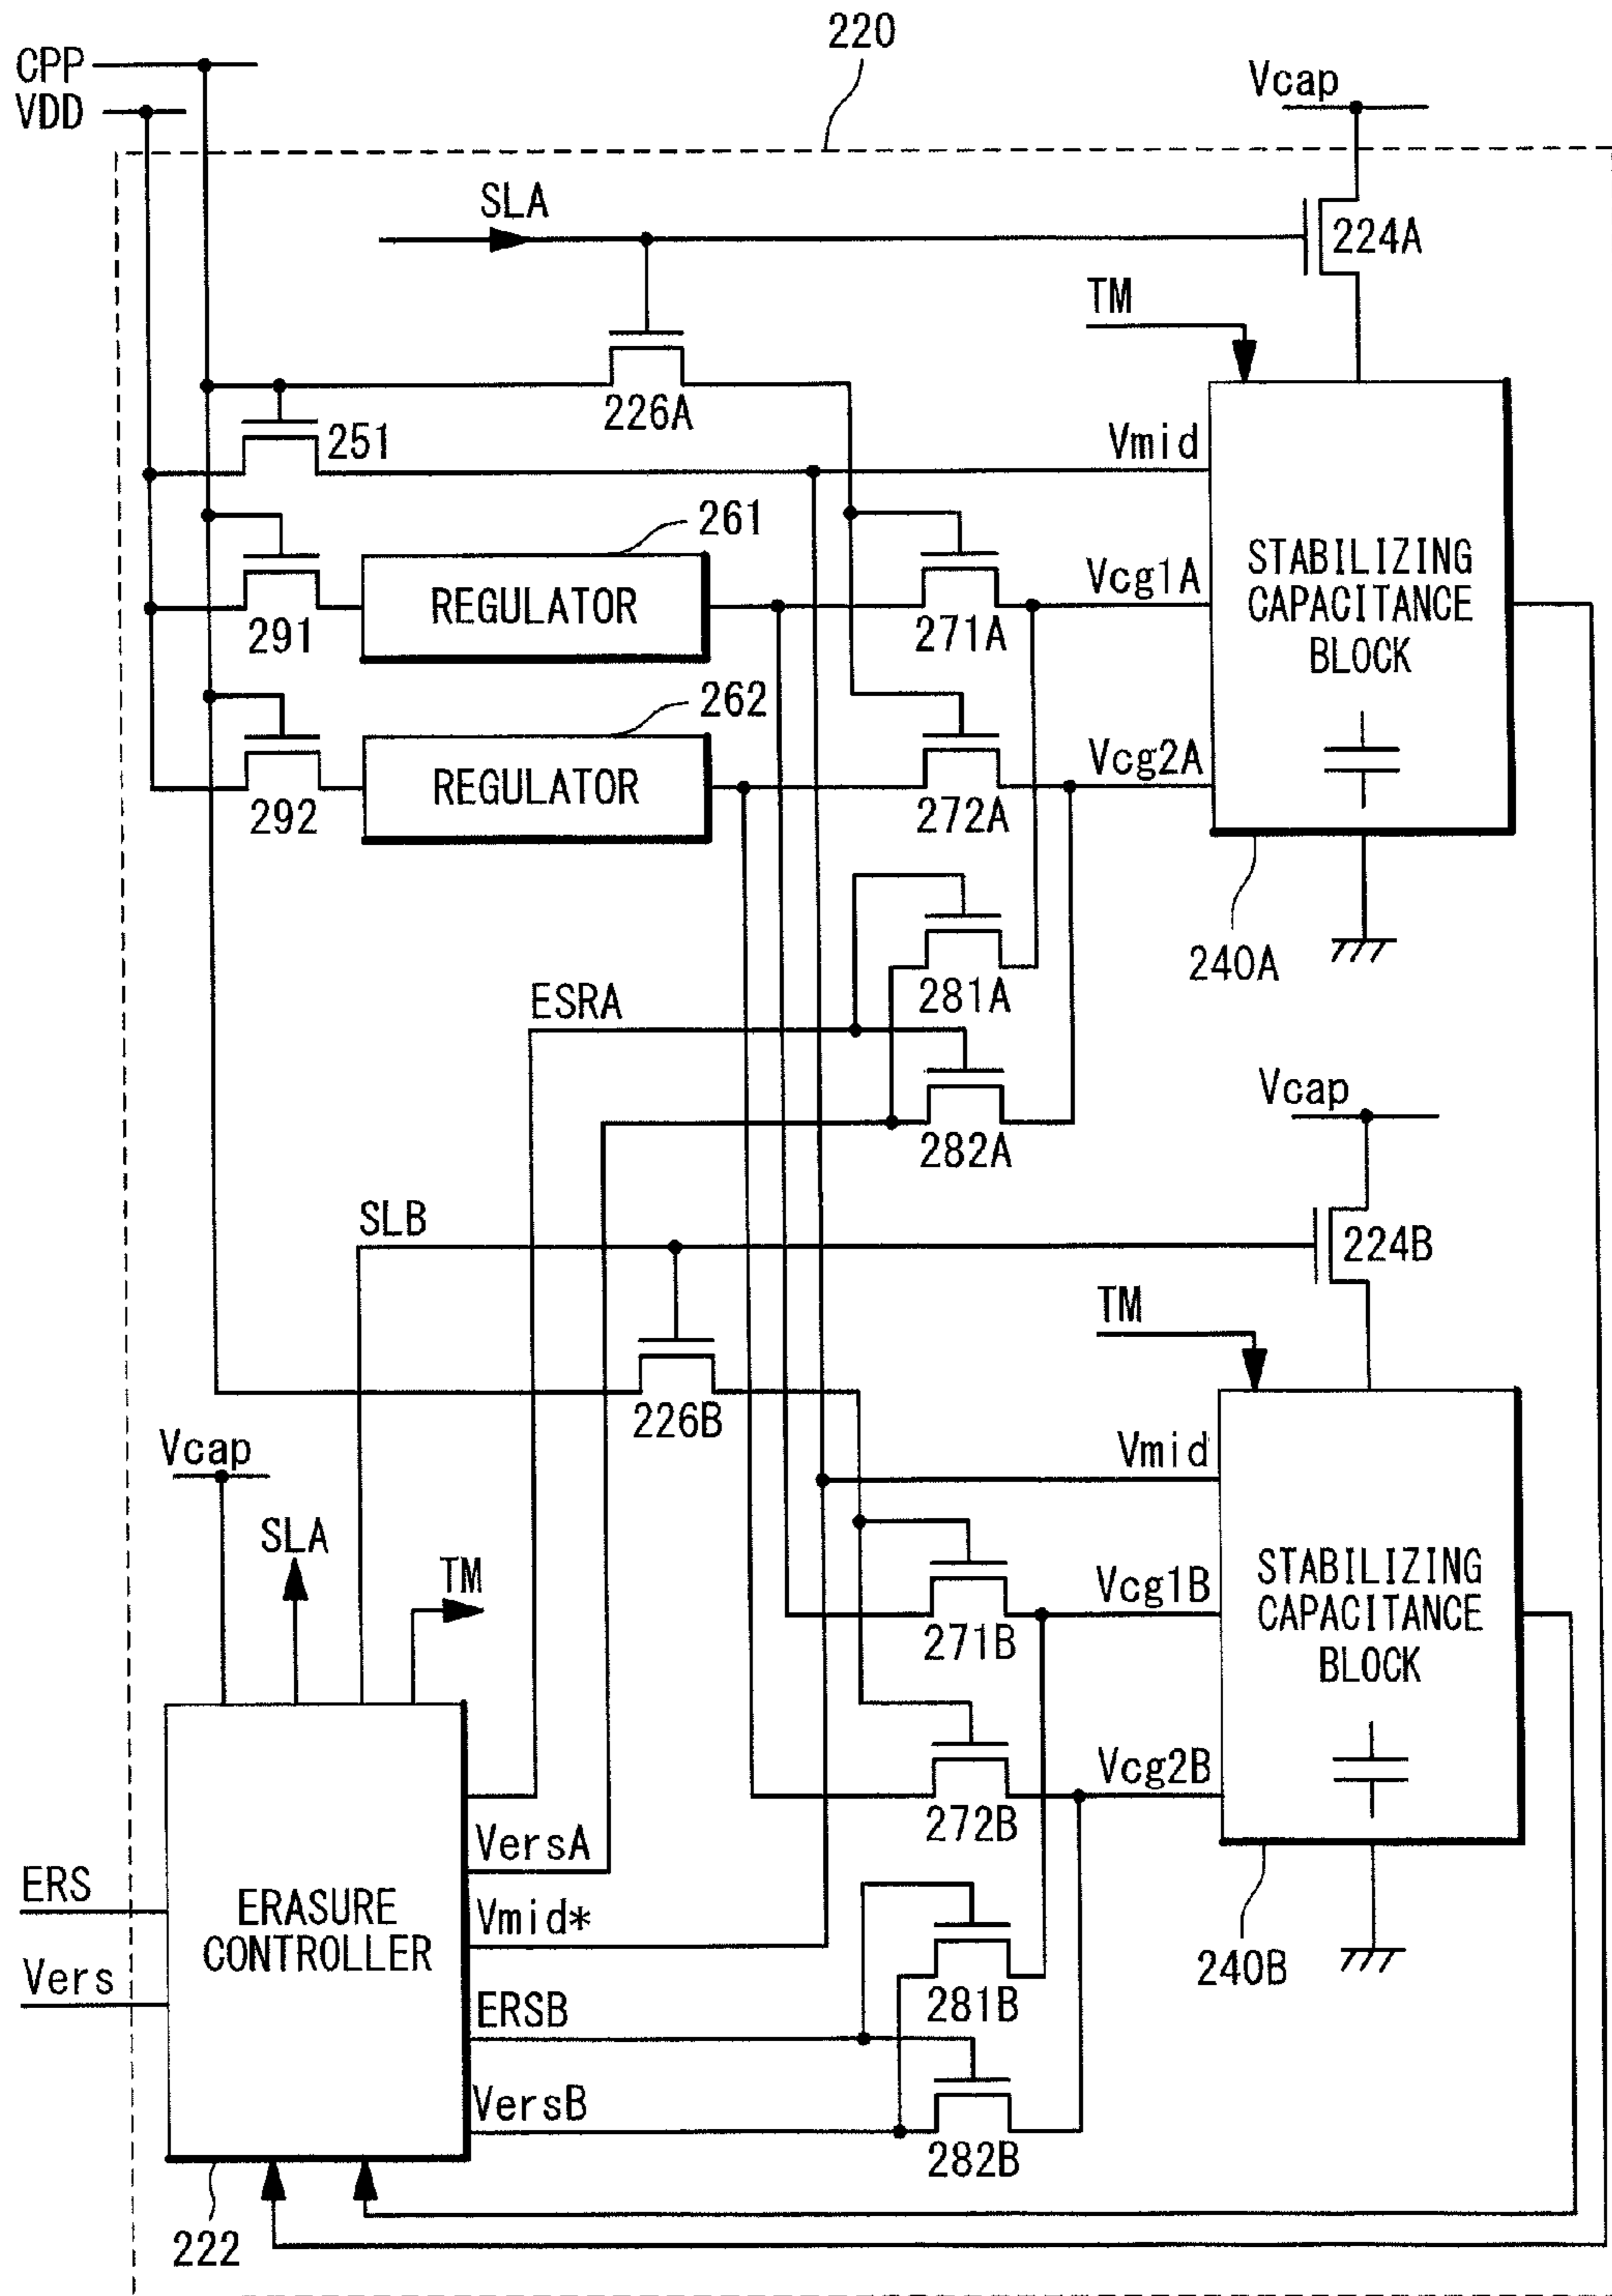 220
CPP
VDD
Vcap
SLA
224A
TM
226A
251
Vmid
261
REGULATOR
291
Vcg1A
271A
STABILIZING
CAPACITANCE
BLOCK
262
REGULATOR
292
Vcg2A
272A
240A
281A
ESRA
282A
Vcap
SLB
224B
TM
226B
Vcap
Vmid
SLA
TM
Vcg1B
271B
STABILIZING
CAPACITANCE
BLOCK
Vcg2B
272B
VersA
ERS
ERASURE
CONTROLLER
Vmid*
Vers
240B
281B
ERSB
VersB
282B
222